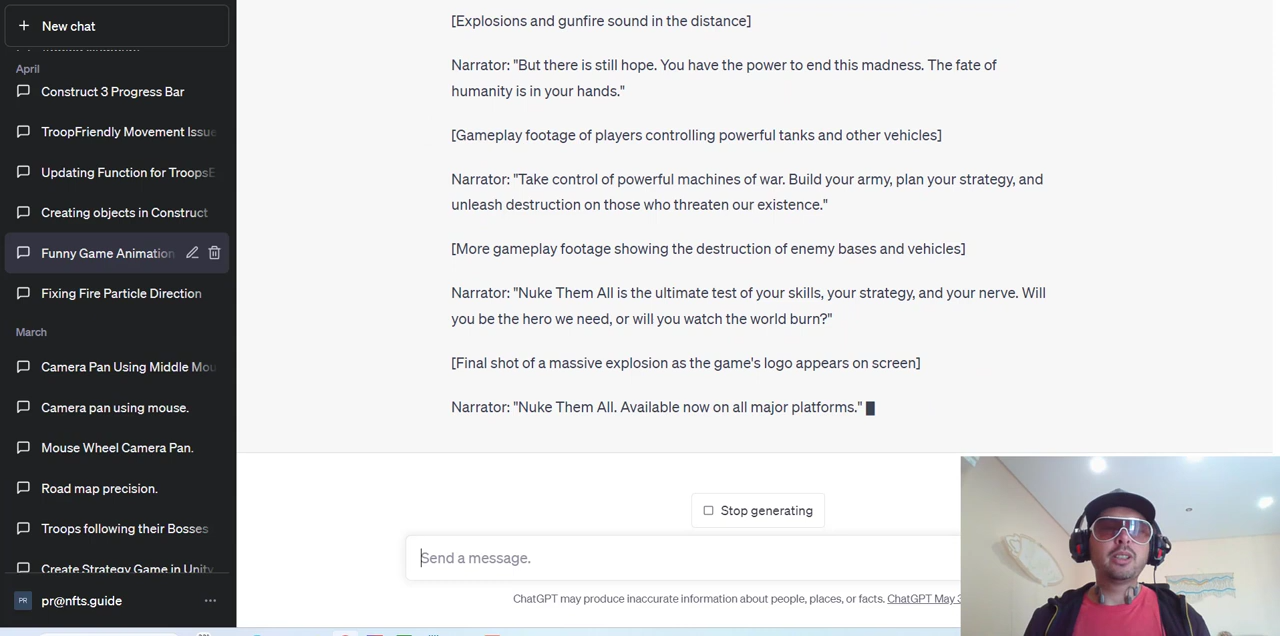 New chat
April
Construct 3 Progress Bar
TroopFriendly Movement Issue
Updating Function for TroopsE
Creating objects in Construct
Funny Game Animation
Fixing Fire Particle Direction
March
Camera Pan Using Middle Mou
Camera pan using mouse.
Mouse Wheel Camera Pan.
Road map precision.
Troops following their Bosses
Create Strategy Game in Unity
PR pr@nfts.guide
[Explosions and gunfire sound in the distance]
Narrator: "But there is still hope. You have the power to end this madness. The fate of
humanity is in your hands."
[Gameplay footage of players controlling powerful tanks and other vehicles]
Narrator: "Take control of powerful machines of war. Build your army, plan your strategy, and
unleash destruction on those who threaten our existence."
[More gameplay footage showing the destruction of enemy bases and vehicles]
Narrator: "Nuke Them All is the ultimate test of your skills, your strategy, and your nerve. Will
you be the hero we need, or will you watch the world burn?"
[Final shot of a massive explosion as the game's logo appears on screen]
Narrator: "Nuke Them All. Available now on all major platforms."
Stop generating
Send a message.
ChatGPT may produce inaccurate information about people, places, or facts. ChatGPT May 3